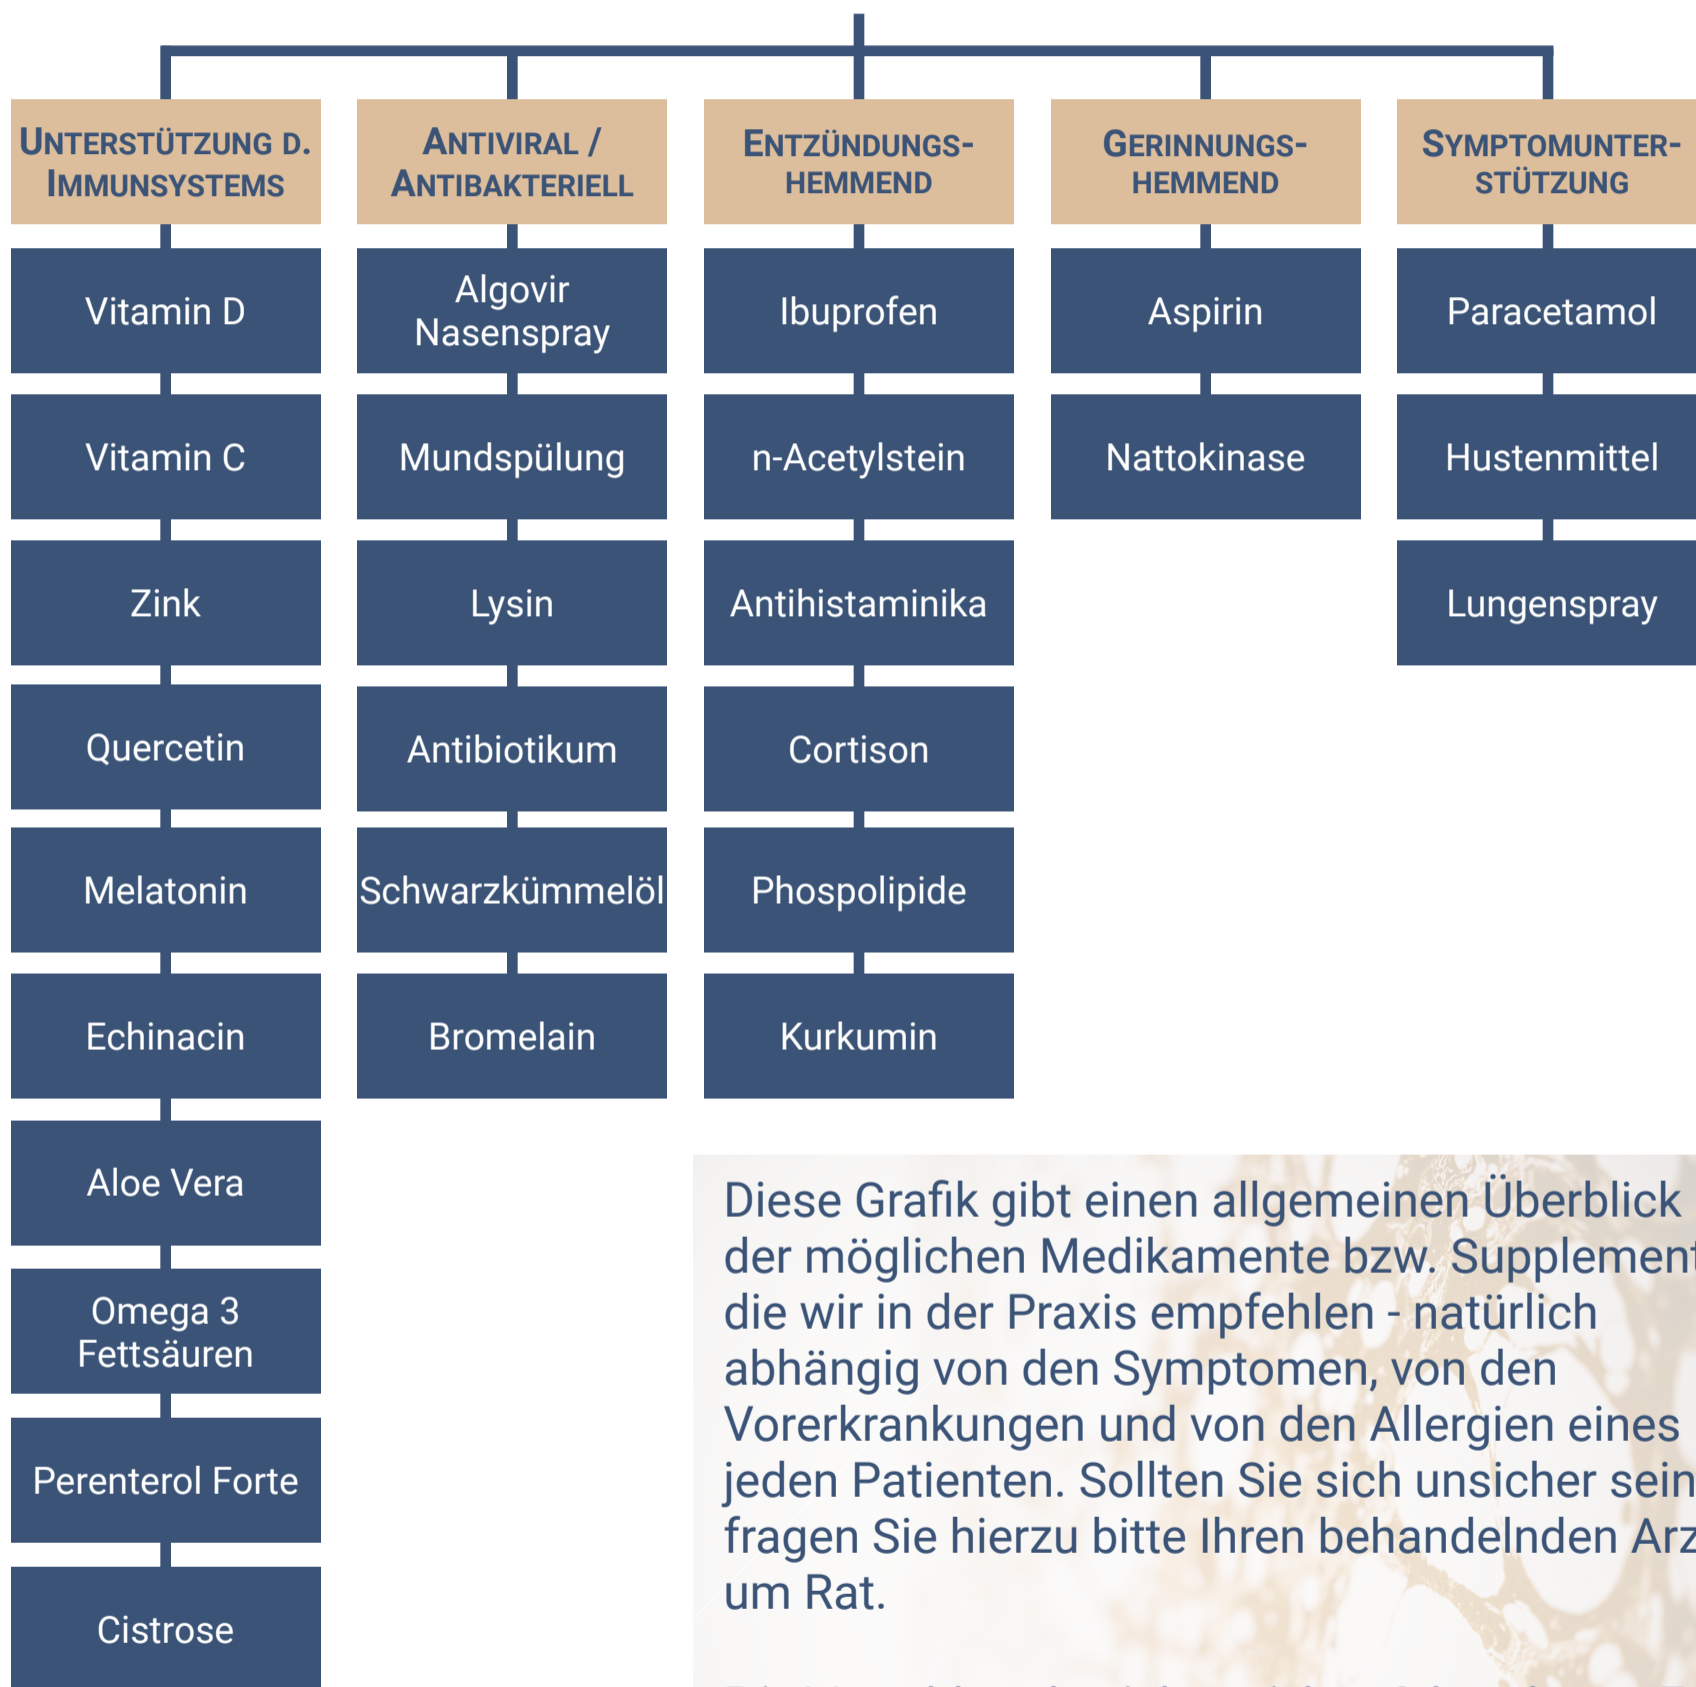 UNTERSTÜTZUNG D.
IMMUNSYSTEMS
Vitamin D
Vitamin C
Zink
Quercetin
Melatonin
Echinacin
Aloe Vera
Omega 3
Fettsäuren
Perenterol Forte
Cistrose
ANTIVIRAL /
ANTIBAKTERIELL
Algovir
Nasenspray
Mundspülung
Lysin
Antibiotikum
Schwarzkümmelöl
Bromelain
ENTZÜNDUNGS-
HEMMEND
Ibuprofen
n-Acetylstein
Antihistaminika
Cortison
Phospolipide
Kurkumin
GERINNUNGS-
HEMMEND
Aspirin
Nattokinase
SYMPTOMUNTER-
STÜTZUNG
Paracetamol
Hustenmittel
Lungenspray
Diese Grafik gibt einen allgemeinen Überblick
der möglichen Medikamente bzw. Supplement
die wir in der Praxis empfehlen - natürlich
abhängig von den Symptomen, von den
Vorerkrankungen und von den Allergien eines
jeden Patienten. Sollten Sie sich unsicher sein
fragen Sie hierzu bitte Ihren behandelnden Arz
um Rat.